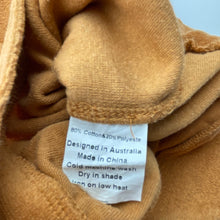 80% Cotton&20% Polyester
Designed in Australia
Made in China
Cold machine wash
Dry in shade
Iron on low heat